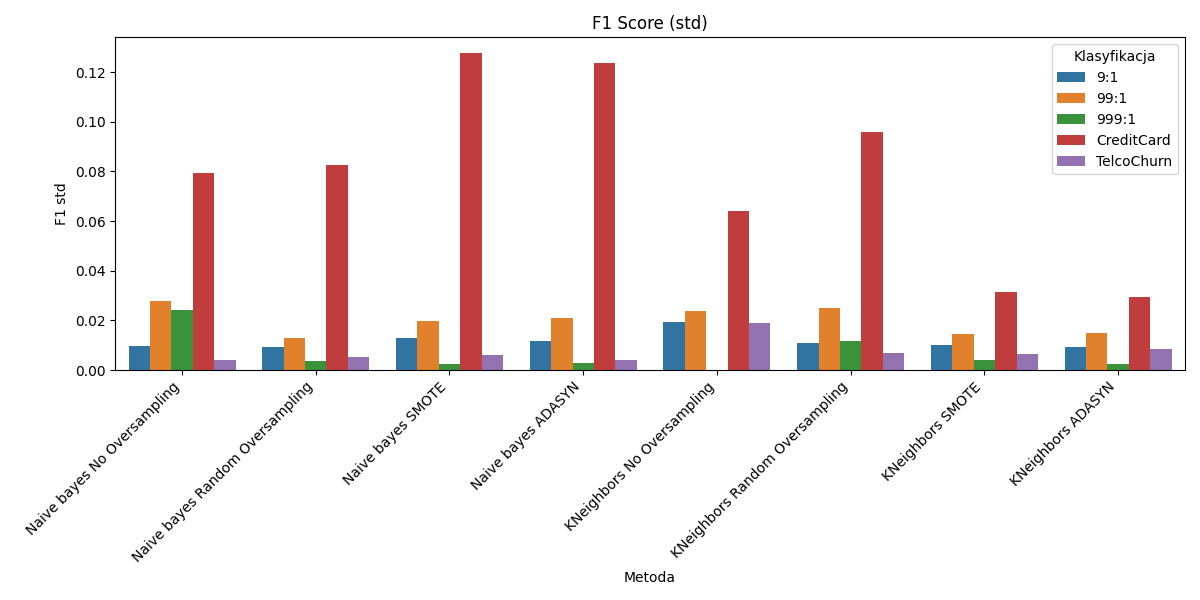 F1 Score (std)
F1 std
0.12
0.10
0.08
0.06
0.04
0.02
0.00
Klasyfikacja
9:1
99:1
999:1
CreditCard
TelcoChurn
Naive bayes No Oversampling
Naive bayes Random Oversampling
Naive bayes SMOTE
Naive bayes ADASYN
KNeighbors No Oversampling
KNeighbors Random Oversampling
KNeighbors SMOTE
KNeighbors ADASYN
Metoda